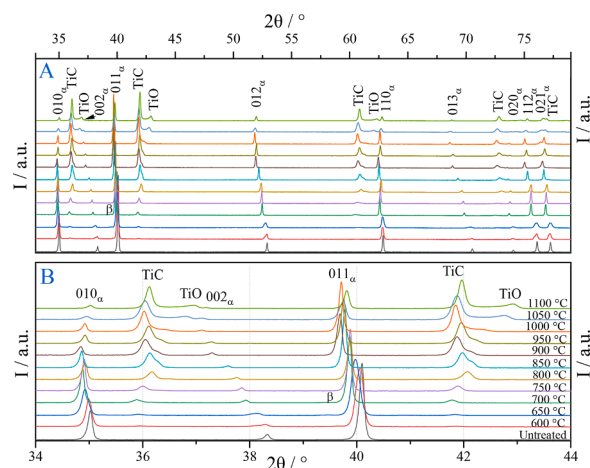 2θ / °
35 40 45 50 55 60 65 70 75
A
I / a.u.
I / a.u.
010α TiC TiO 002α 011α TiC TiO 012α TiC TiO 110α 013α TiC 020α 112α 021α TiC
β
B
I / a.u.
I / a.u.
010α TiC TiO 002α 011α TiC TiO
1100 °C
1050 °C
1000 °C
950 °C
900 °C
850 °C
800 °C
750 °C
700 °C
β
650 °C
600 °C
Untreated
34 36 38 40 42 44
2θ / °